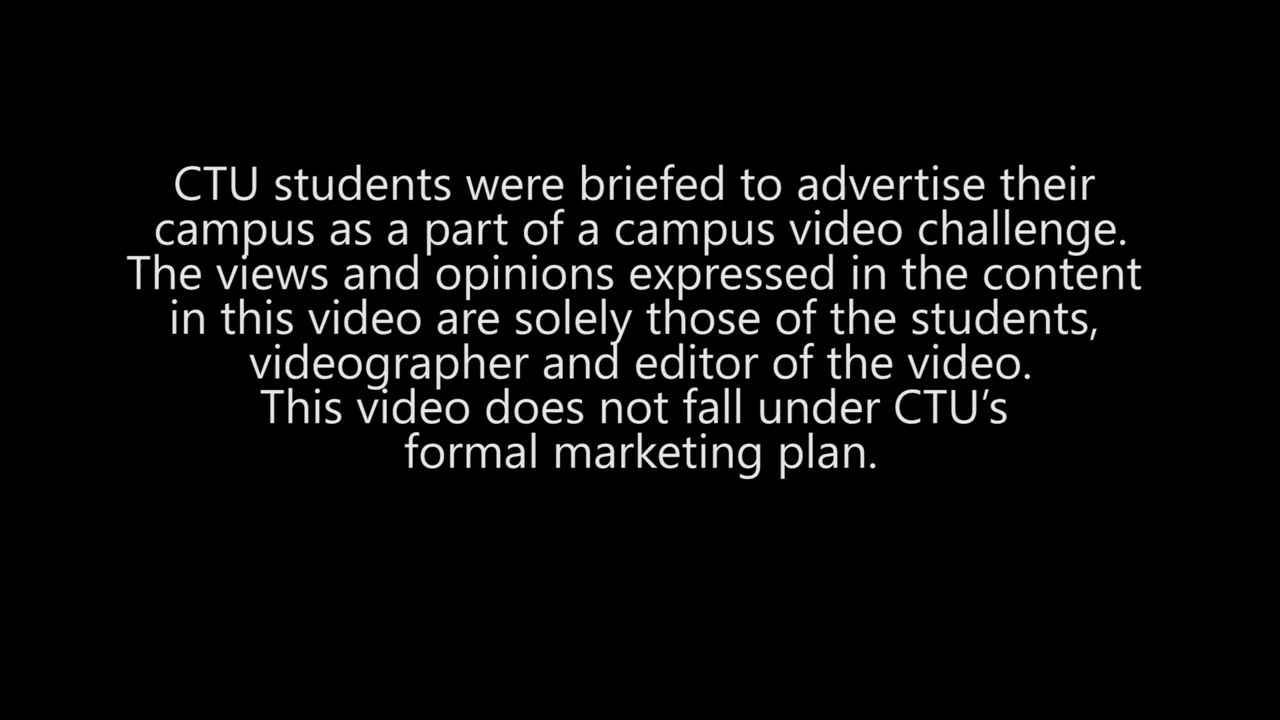 CTU students were briefed to advertise their
campus as a part of a campus video challenge.
The views and opinions expressed in the content
in this video are solely those of the students,
videographer and editor of the video.
This video does not fall under CTU’s
formal marketing plan.